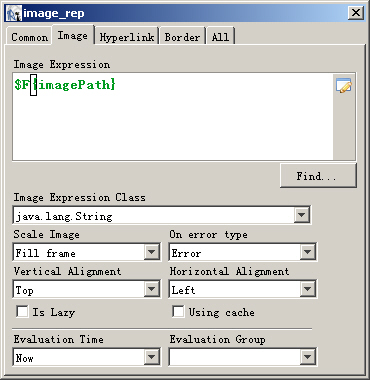 image_rep
Common Image Hyperlink Border All
Image Expression
$F{imagePath}
Find...
Image Expression Class
java.lang.String
Scale Image On error type
Fill frame Error
Vertical Alignment Horizontal Alignment
Top Left
Is Lazy Using cache
Evaluation Time Evaluation Group
Now